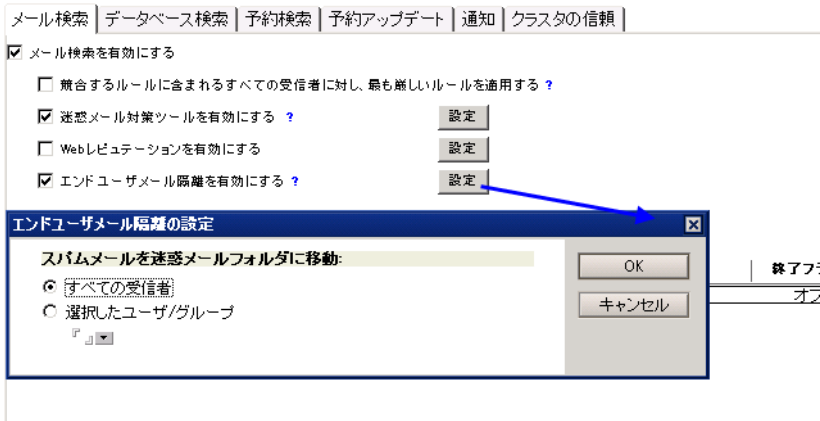 メール検索 データベース検索 予約検索 予約アップデート 通知 クラスタの信頼
メール検索を有効にする
競合するルールに含まれるすべての受信者に対し、最も厳しいルールを適用する ?
迷惑メール対策ツールを有効にする ? 設定
Webレピュテーションを有効にする 設定
エンドユーザメール隔離を有効にする ? 設定
エンドユーザメール隔離の設定
スパムメールを迷惑メールフォルダに移動:
すべての受信者
選択したユーザ/グループ
『 』
OK
キャンセル
終了フラ
オフ